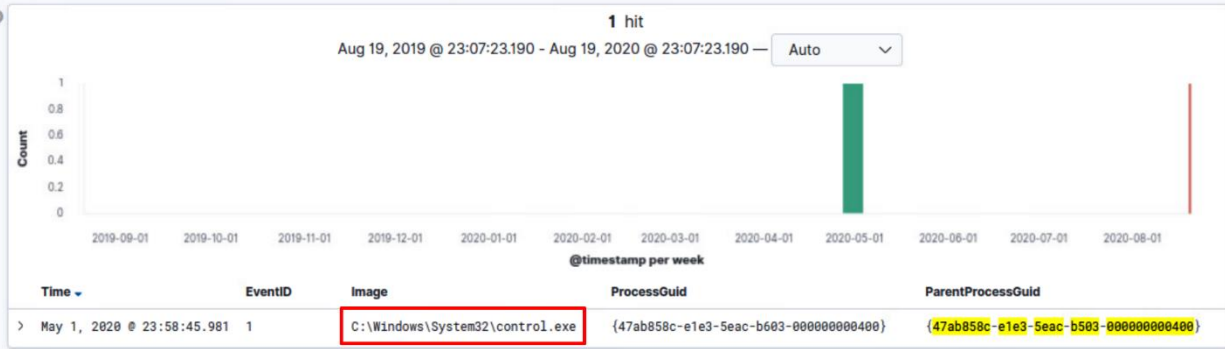 1 hit
Aug 19, 2019 @ 23:07:23.190 - Aug 19, 2020 @ 23:07:23.190 — Auto
1
0.8
0.6
0.4
0.2
0
Count
2019-09-01 2019-10-01 2019-11-01 2019-12-01 2020-01-01 2020-02-01 2020-03-01 2020-04-01 2020-05-01 2020-06-01 2020-07-01 2020-08-01
@timestamp per week
Time EventID Image ProcessGuid ParentProcessGuid
> May 1, 2020 @ 23:58:45.981 1 C:\Windows\System32\control.exe {47ab858c-e1e3-5eac-b603-000000000400} {47ab858c-e1e3-5eac-b503-000000000400}